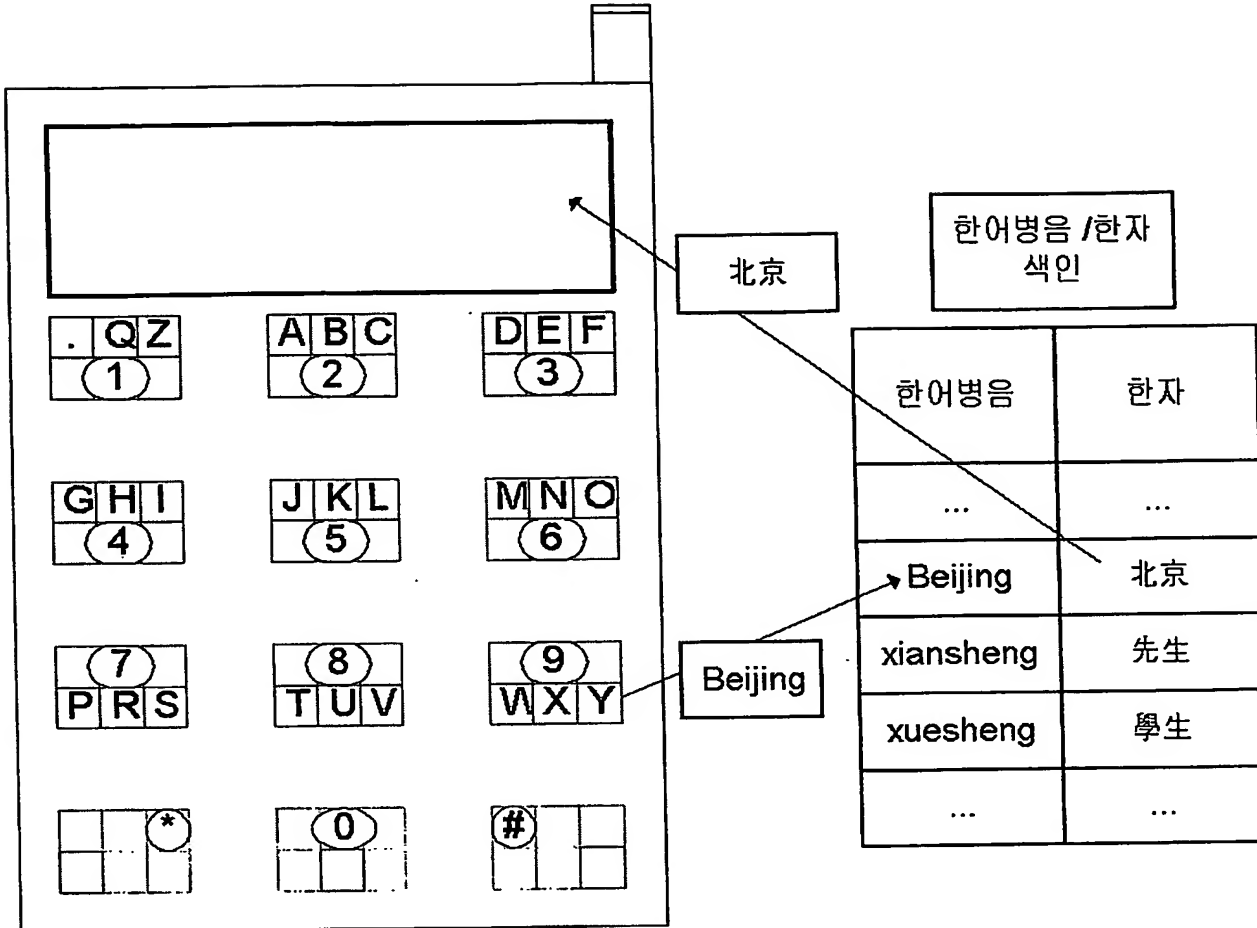 . Q Z
1
A B C
2
D E F
3
G H I
4
J K L
5
M N O
6
7
P R S
8
T U V
9
W X Y
*
0
#
北京
Beijing
한어병음 /한자
색인
한어병음 한자
... ...
Beijing 北京
xiansheng 先生
xuesheng 學生
... ...